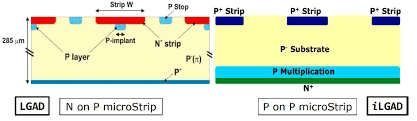 Strip W
P Stop
P⁺ Strip
P⁺ Strip
P⁺ Strip
285 µm
P-implant
P layer
N⁺ strip
P⁻(π)
P⁺
P⁻ Substrate
P Multiplication
N⁺
LGAD
N on P microStrip
P on P microStrip
iLGAD